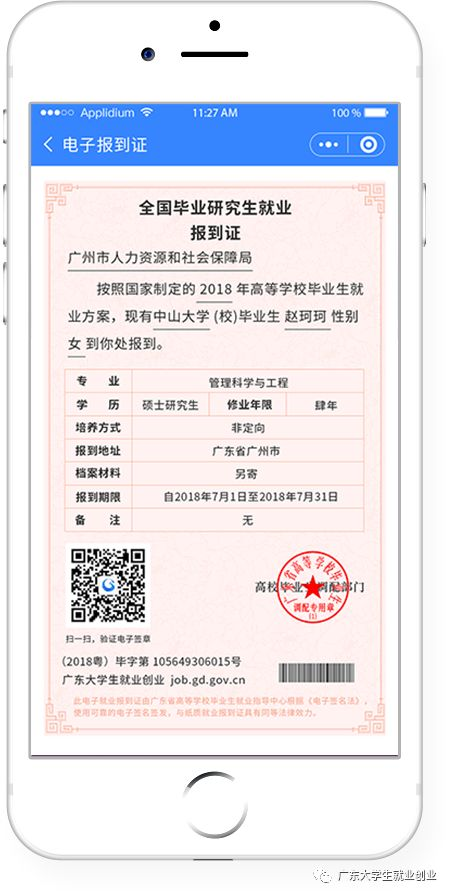 Applidium 11:27 AM 100 %
电子报到证
全国毕业研究生就业
报到证
广州市人力资源和社会保障局
按照国家制定的 2018 年高等学校毕业生就
业方案，现有中山大学 (校)毕业生 赵珂珂 性别
女 到你处报到。
专 业 管理科学与工程
学 历 硕士研究生 修业年限 肆年
培养方式 非定向
报到地址 广东省广州市
档案材料 另寄
报到期限 自2018年7月1日至2018年7月31日
备 注 无
高校毕业生调配部门
广东省高等学校毕业生
调配专用章
(1)
扫一扫，验证电子签章
（2018粤）毕字第 105649306015号
广东大学生就业创业 job.gd.gov.cn
此电子就业报到证由广东省高等学校毕业生就业指导中心根据《电子签名法》，
使用可靠的电子签名签发，与纸质就业报到证具有同等法律效力。
广东大学生就业创业